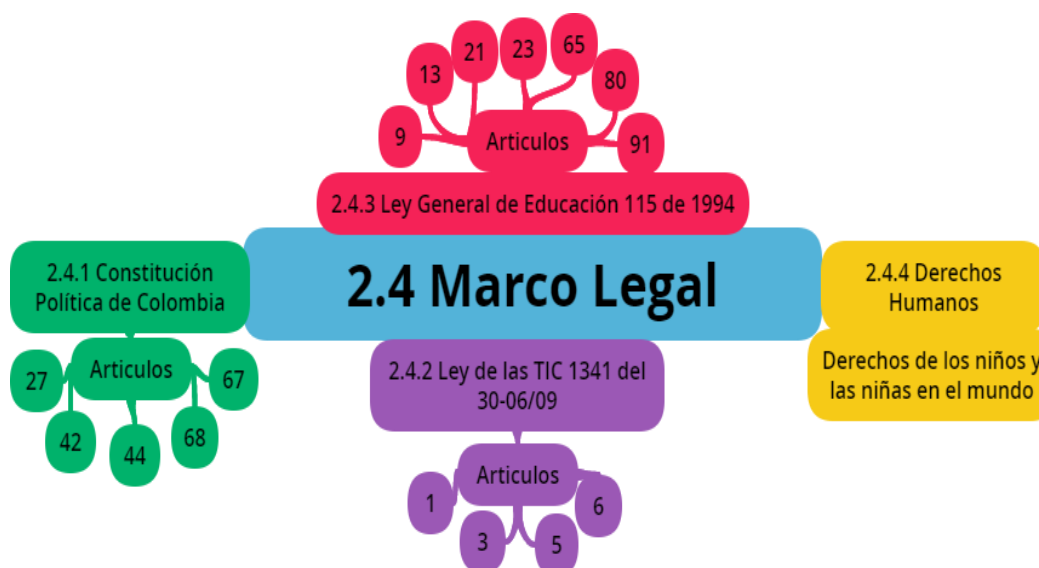 21
23
65
13
80
9
Articulos
91
2.4.3 Ley General de Educación 115 de 1994
2.4 Marco Legal
2.4.1 Constitución
Política de Colombia
Articulos
27
67
42
44
68
2.4.2 Ley de las TIC 1341 del
30-06/09
Articulos
1
6
3
5
2.4.4 Derechos
Humanos
Derechos de los niños y
las niñas en el mundo